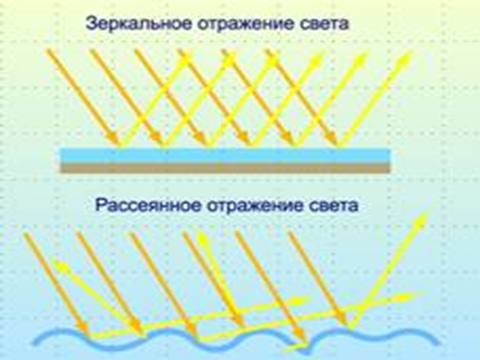 Зеркальное отражение света
Рассеянное отражение света